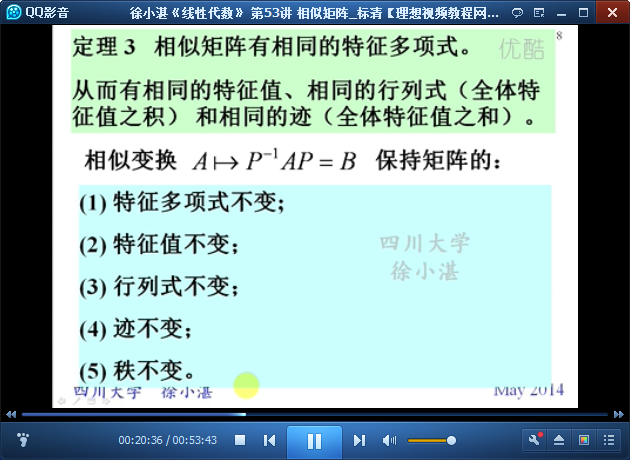 QQ影音
徐小湛《线性代数》 第53讲 相似矩阵_标清【理想视频教程网...
优酷
8
定理 3 相似矩阵有相同的特征多项式。
从而有相同的特征值、相同的行列式（全体特
征值之积） 和相同的迹（全体特征值之和）。
相似变换 A ↦ P⁻¹AP = B 保持矩阵的：
(1) 特征多项式不变；
(2) 特征值不变；
(3) 行列式不变；
(4) 迹不变；
(5) 秩不变。
四川大学
徐小湛
四川大学 徐小湛
May 2014
00:20:36 / 00:53:43